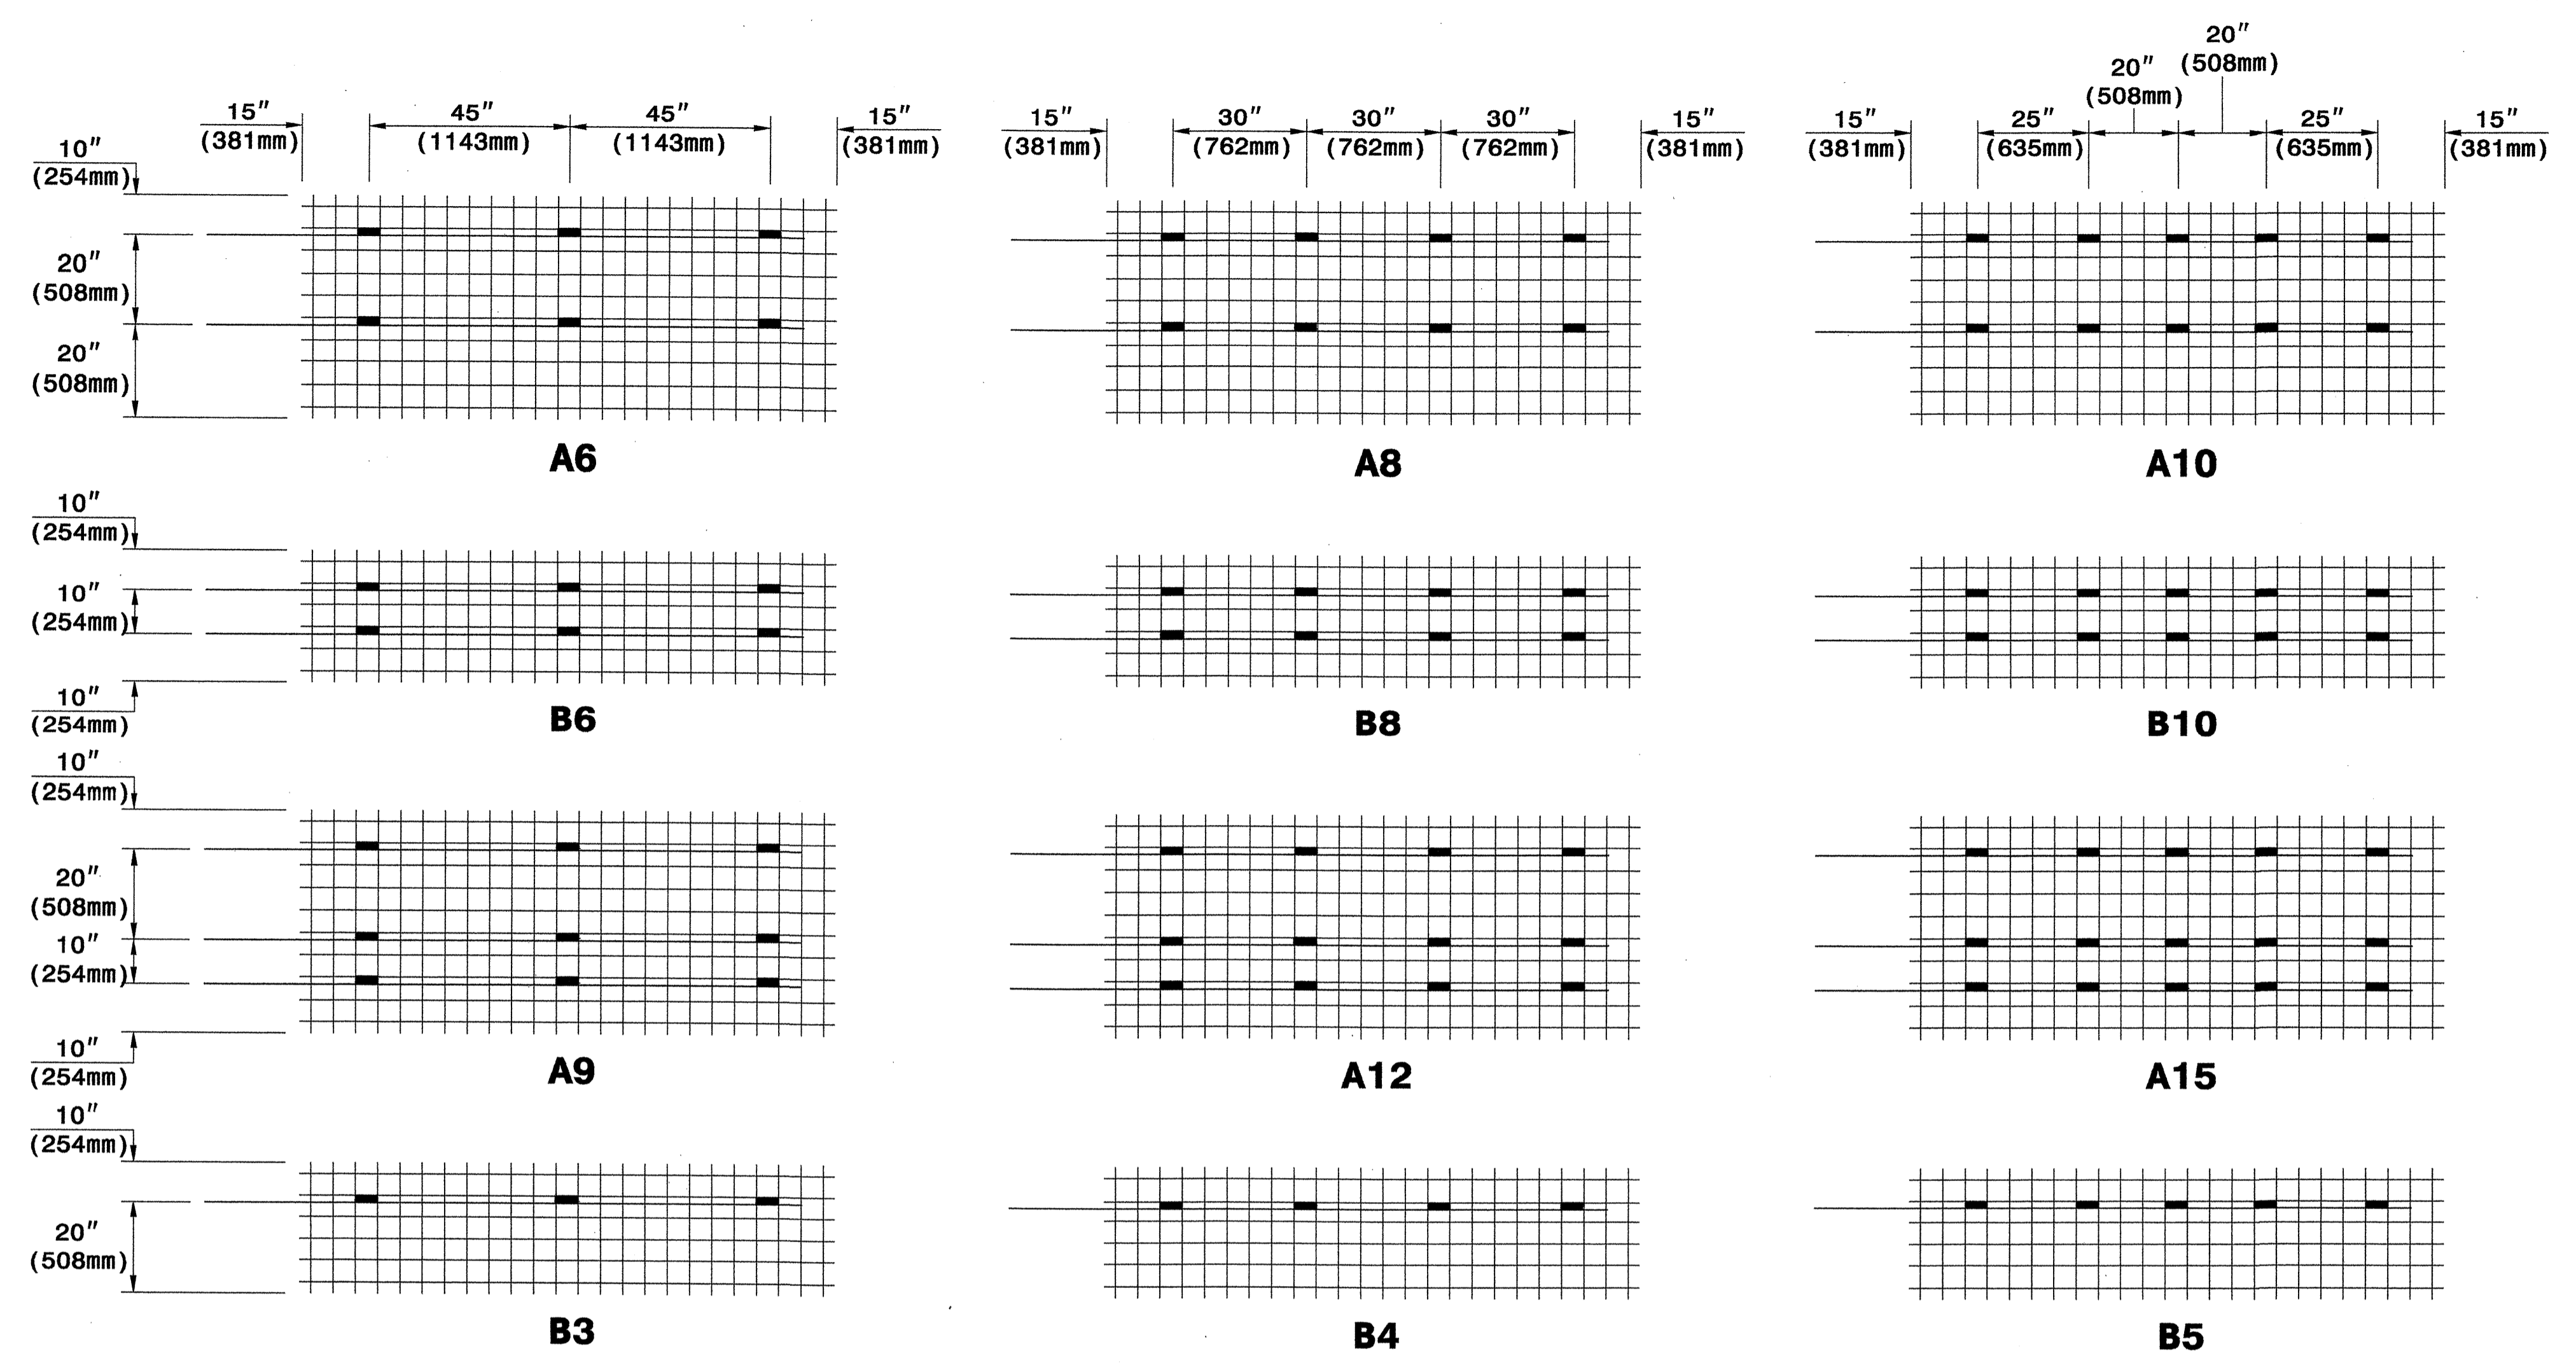 20″
(508mm)
20″
(508mm)
15″ 45″ 45″ 15″
(381mm) (1143mm) (1143mm) (381mm)
15″ 30″ 30″ 30″ 15″
(381mm) (762mm) (762mm) (762mm) (381mm)
15″ 25″ 25″ 15″
(381mm) (635mm) (635mm) (381mm)
10″
(254mm)
20″
(508mm)
20″
(508mm)
A6 A8 A10
10″
(254mm)
10″
(254mm)
10″
(254mm)
B6 B8 B10
10″
(254mm)
20″
(508mm)
10″
(254mm)
10″
(254mm)
A9 A12 A15
10″
(254mm)
20″
(508mm)
B3 B4 B5